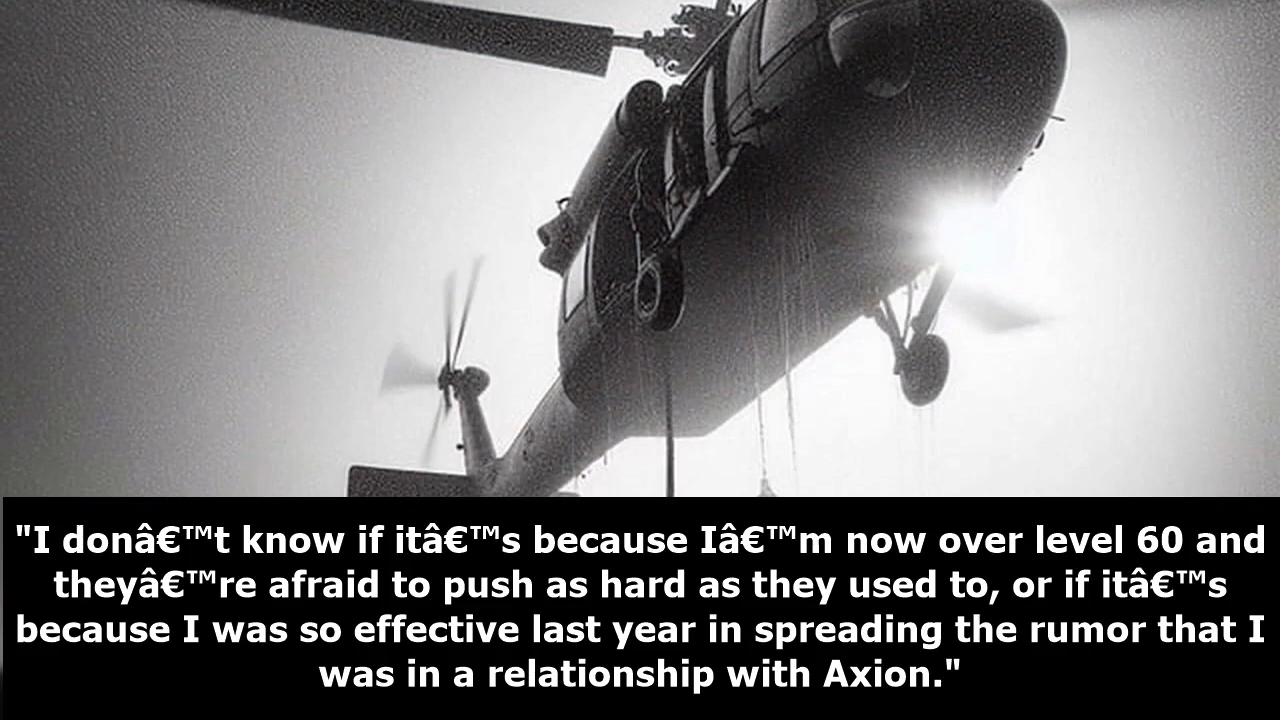 "I donâ€™t know if itâ€™s because Iâ€™m now over level 60 and
theyâ€™re afraid to push as hard as they used to, or if itâ€™s
because I was so effective last year in spreading the rumor that I
was in a relationship with Axion."